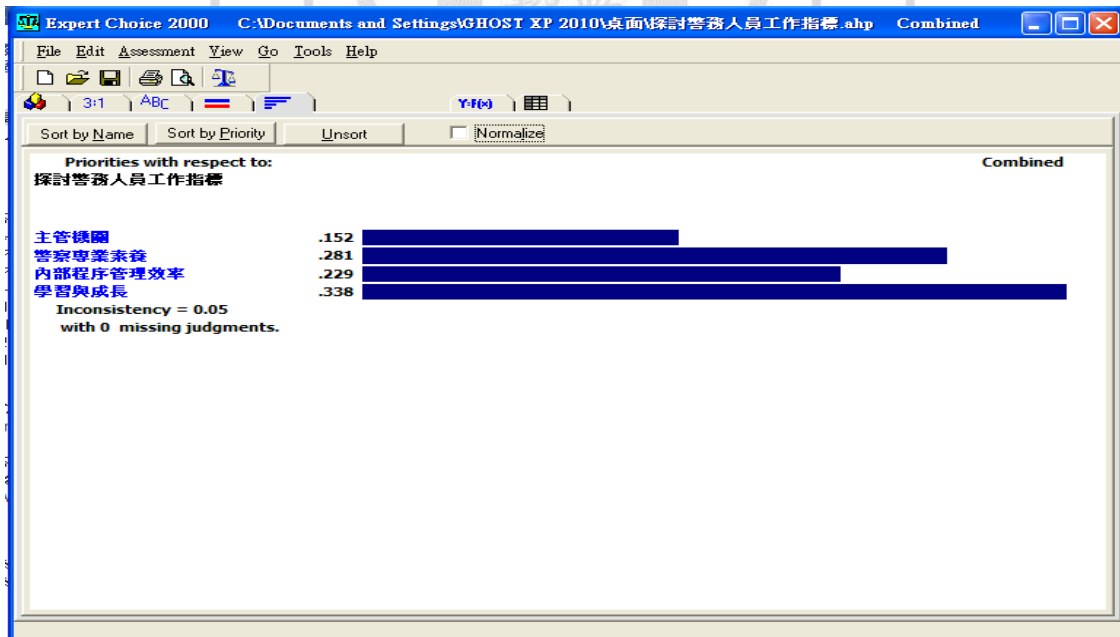 Expert Choice 2000 C:\Documents and Settings\GHOST XP 2010\桌面\探討警務人員工作指標.ahp Combined
File Edit Assessment View Go Tools Help
3:1 ABC Y=F(x)
Sort by Name Sort by Priority Unsort Normalize
Priorities with respect to: Combined
探討警務人員工作指標
主管機關 .152
警察專業素養 .281
內部程序管理效率 .229
學習與成長 .338
Inconsistency = 0.05
with 0 missing judgments.